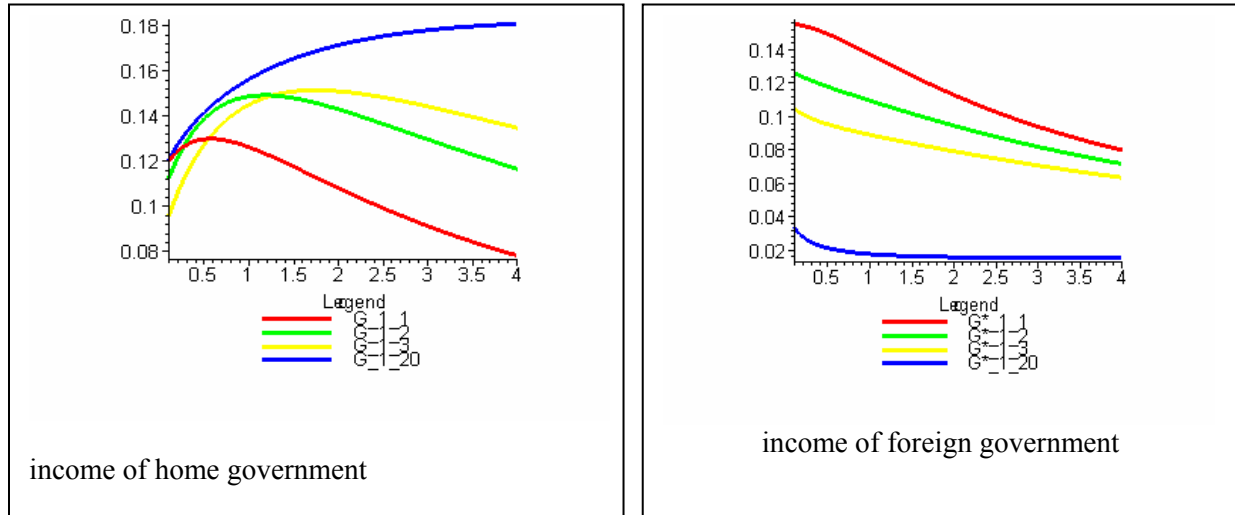 0.18
0.16
0.14
0.12
0.1
0.08
0.5 1 1.5 2 2.5 3 3.5 4
Legend
G_1_1
G_1_2
G_1_3
G_1_20
income of home government
0.14
0.12
0.1
0.08
0.06
0.04
0.02
0.5 1 1.5 2 2.5 3 3.5 4
Legend
G*_1_1
G*_1_2
G*_1_3
G*_1_20
income of foreign government